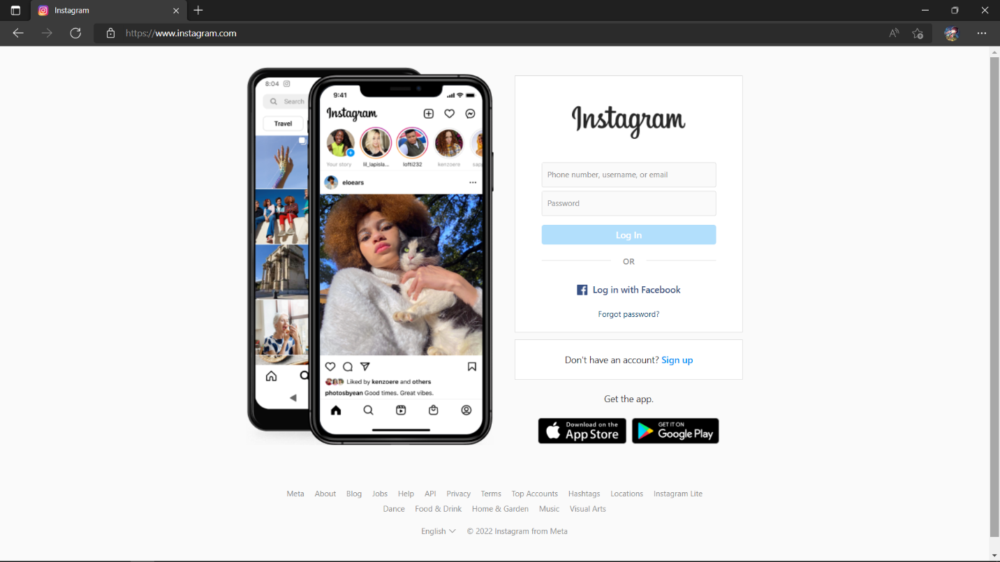 Instagram
https://www.instagram.com
8:04
Search
Travel
9:41
Instagram
Your story
lil_lapisla...
lofti232
kenzoere
eloears
Liked by kenzoere and others
photosbyean Good times. Great vibes.
Instagram
Phone number, username, or email
Password
Log In
OR
Log in with Facebook
Forgot password?
Don't have an account? Sign up
Get the app.
Download on the
App Store
GET IT ON
Google Play
Meta About Blog Jobs Help API Privacy Terms Top Accounts Hashtags Locations Instagram Lite
Dance Food & Drink Home & Garden Music Visual Arts
English © 2022 Instagram from Meta